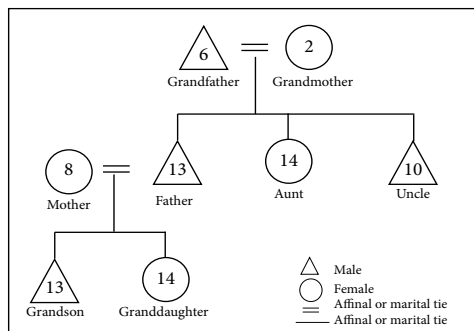 6 2
Grandfather Grandmother
13 14 10
Father Aunt Uncle
8
Mother
13 14
Grandson Granddaughter
Male
Female
Affinal or marital tie
Affinal or marital tie